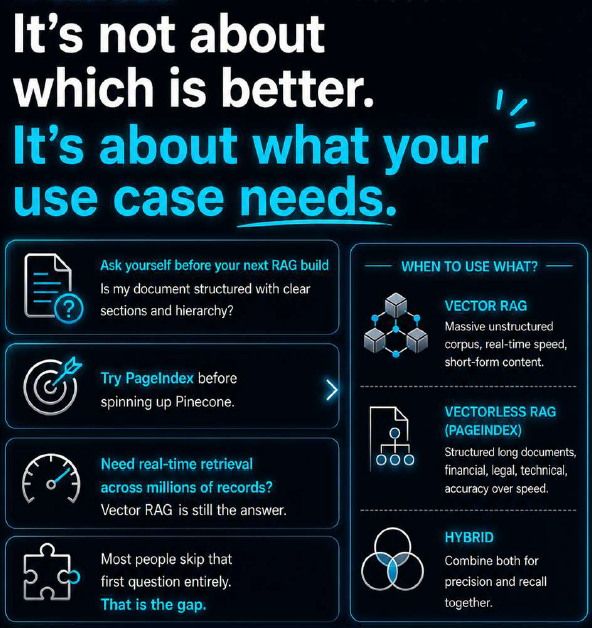 It's not about
which is better.
It's about what your
use case needs.
Ask yourself before your next RAG build
Is my document structured with clear
sections and hierarchy?
Try PageIndex before
spinning up Pinecone.
Need real-time retrieval
across millions of records?
Vector RAG is still the answer.
Most people skip that
first question entirely.
That is the gap.
WHEN TO USE WHAT?
VECTOR RAG
Massive unstructured
corpus, real-time speed,
short-form content.
VECTORLESS RAG
(PAGEINDEX)
Structured long documents,
financial, legal, technical,
accuracy over speed.
HYBRID
Combine both for
precision and recall
together.